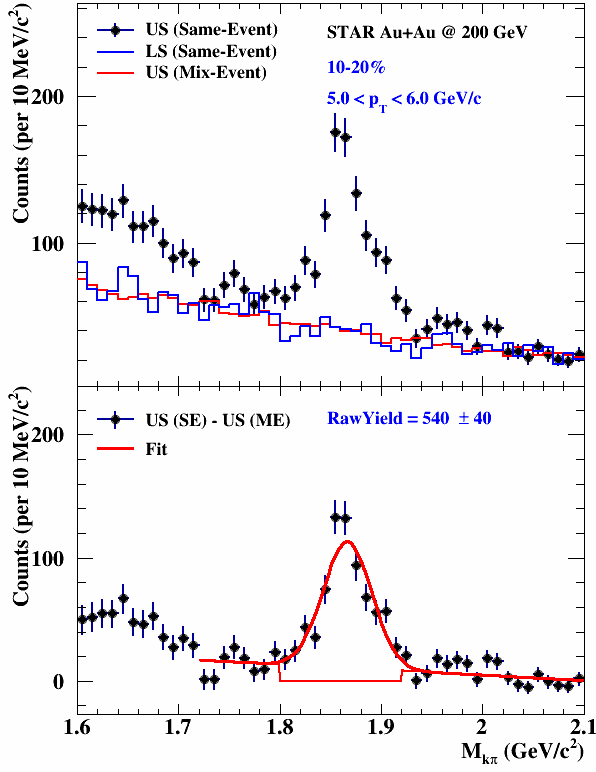 US (Same-Event)
LS (Same-Event)
US (Mix-Event)
STAR Au+Au @ 200 GeV
10-20%
5.0 < p_T < 6.0 GeV/c
Counts (per 10 MeV/c²)
200
100
US (SE) - US (ME)
Fit
RawYield = 540 ± 40
Counts (per 10 MeV/c²)
200
100
0
1.6 1.7 1.8 1.9 2 2.1
M_kπ (GeV/c²)